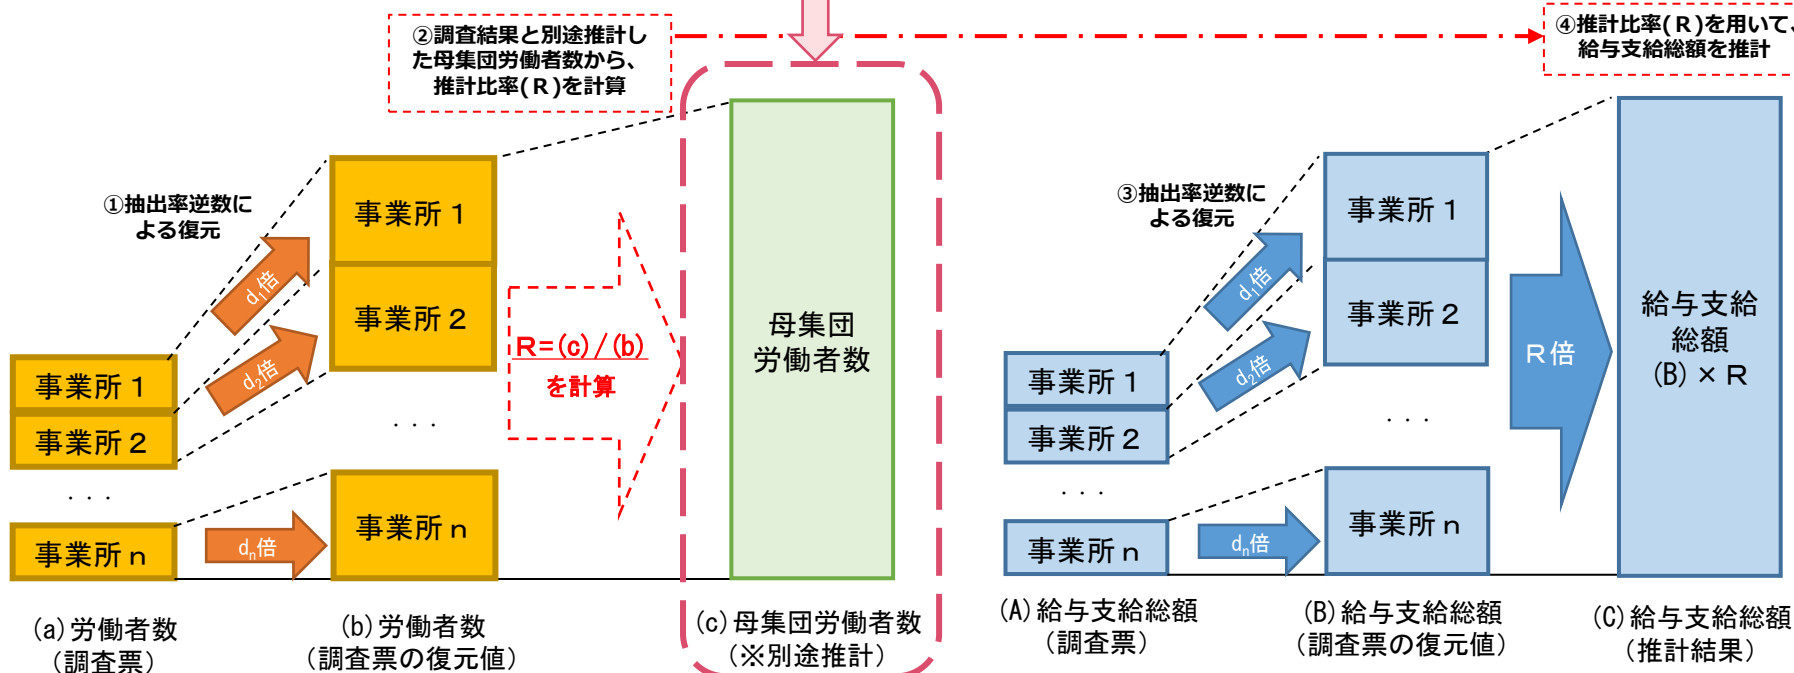 ②調査結果と別途推計し
た母集団労働者数から、
推計比率(Ｒ)を計算
④推計比率(Ｒ)を用いて、
給与支給総額を推計
①抽出率逆数に
よる復元
事業所１
事業所２
事業所ｎ
・・・
d₁倍
d₂倍
dₙ倍
事業所１
事業所２
・・・
事業所ｎ
Ｒ=(c)/(b)
を計算
母集団
労働者数
(a)労働者数
(調査票)
(b)労働者数
(調査票の復元値)
(c)母集団労働者数
(※別途推計)
③抽出率逆数に
よる復元
事業所１
事業所２
・・・
事業所ｎ
d₁倍
d₂倍
dₙ倍
事業所１
事業所２
・・・
事業所ｎ
Ｒ倍
給与支給
総額
(B)×Ｒ
(A)給与支給総額
(調査票)
(B)給与支給総額
(調査票の復元値)
(C)給与支給総額
(推計結果)